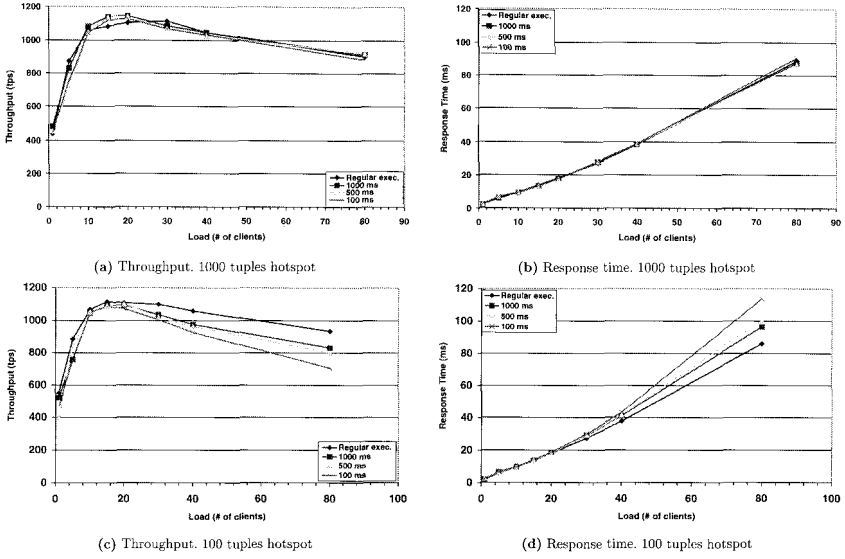 1200
1000
800
600
400
200
0
Throughput (tps)
0 10 20 30 40 50 60 70 80 90
Load (# of clients)
Regular exec.
1000 ms
500 ms
100 ms
(a) Throughput. 1000 tuples hotspot
120
100
80
60
40
20
0
Response Time (ms)
0 10 20 30 40 50 60 70 80 90
Load (# of clients)
Regular exec.
1000 ms
500 ms
100 ms
(b) Response time. 1000 tuples hotspot
1200
1000
800
600
400
200
0
Throughput (tps)
0 20 40 60 80 100
Load (# of clients)
Regular exec.
1000 ms
500 ms
100 ms
(c) Throughput. 100 tuples hotspot
120
100
80
60
40
20
0
Response Time (ms)
0 20 40 60 80 100
Load (# of clients)
Regular exec.
1000 ms
500 ms
100 ms
(d) Response time. 100 tuples hotspot